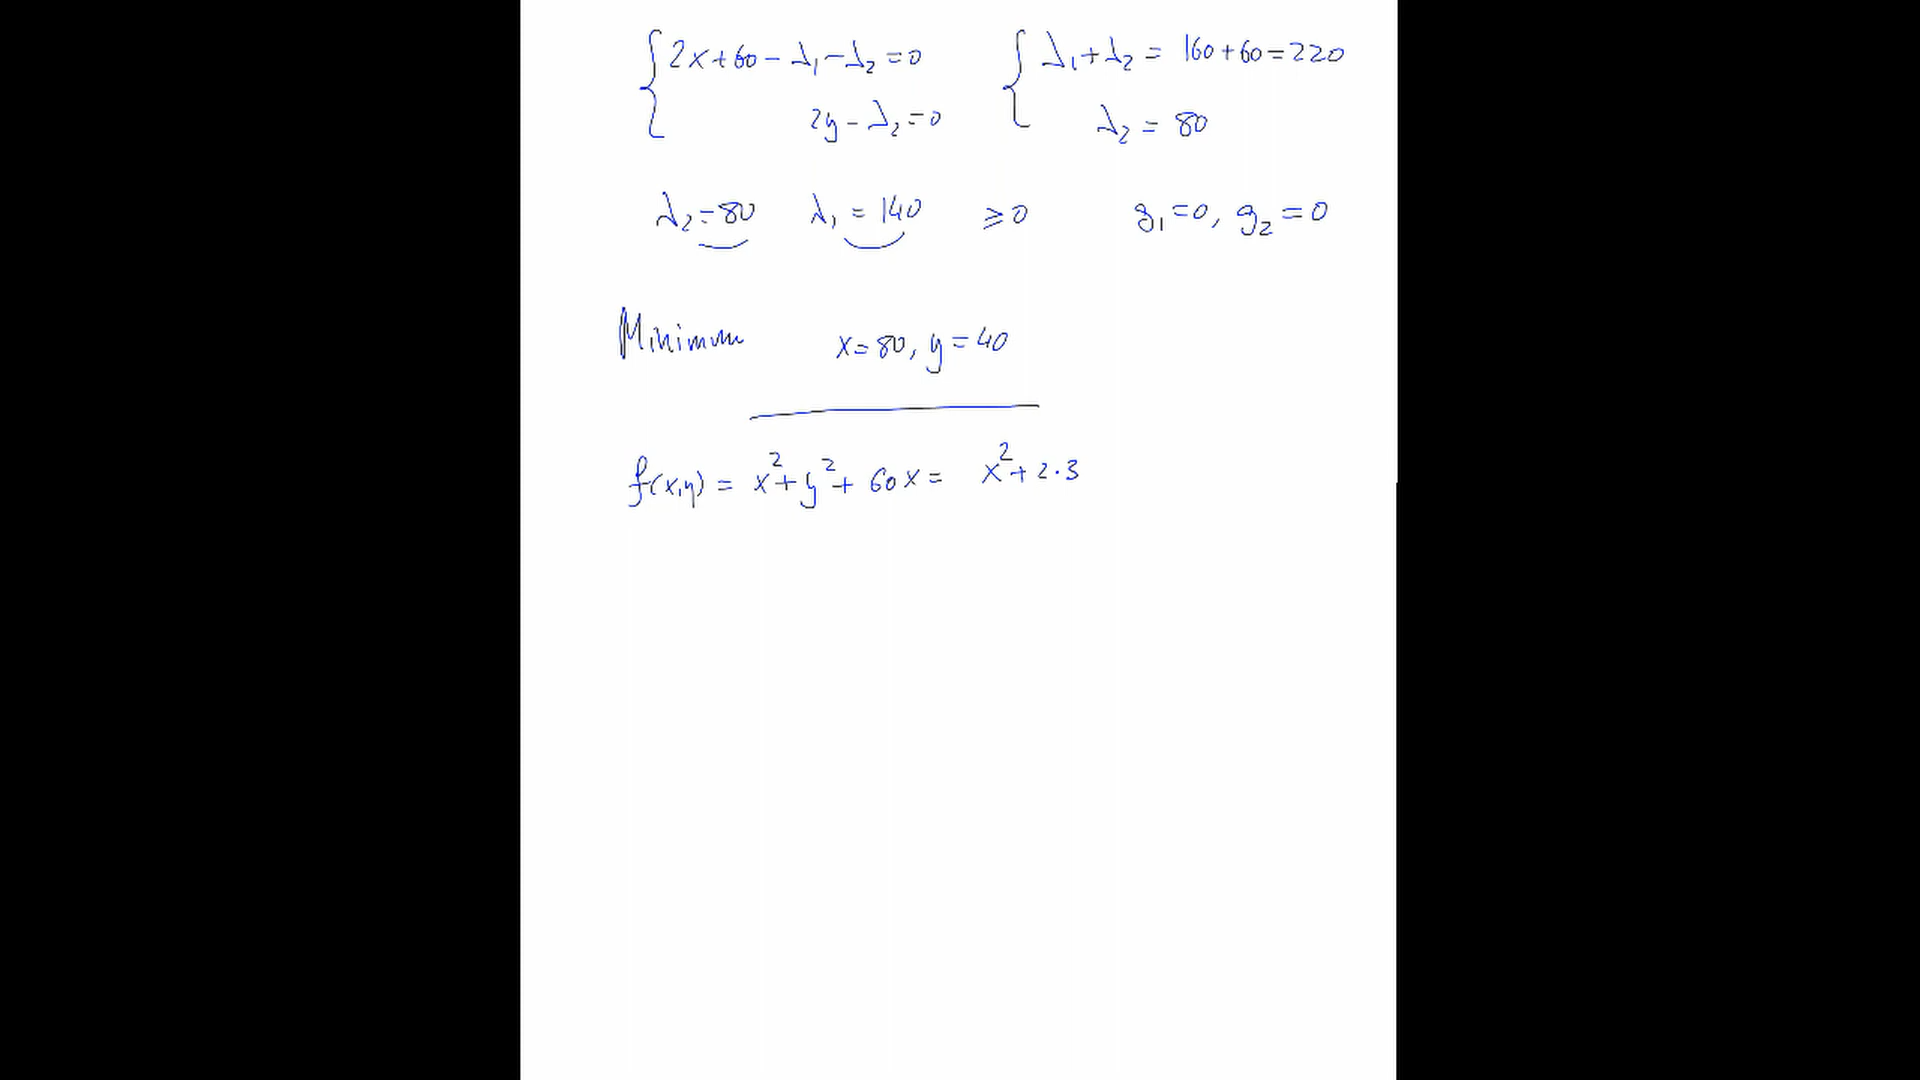 2x+60-λ₁-λ₂=0 λ₁+λ₂ = 160+60=220
2y-λ₂=0 λ₂ = 80
λ₂=80 λ₁=140 ≥0 g₁=0, g₂=0
Minimum x=80, y=40
f(x,y) = x²+y²+60x = x²+2·3